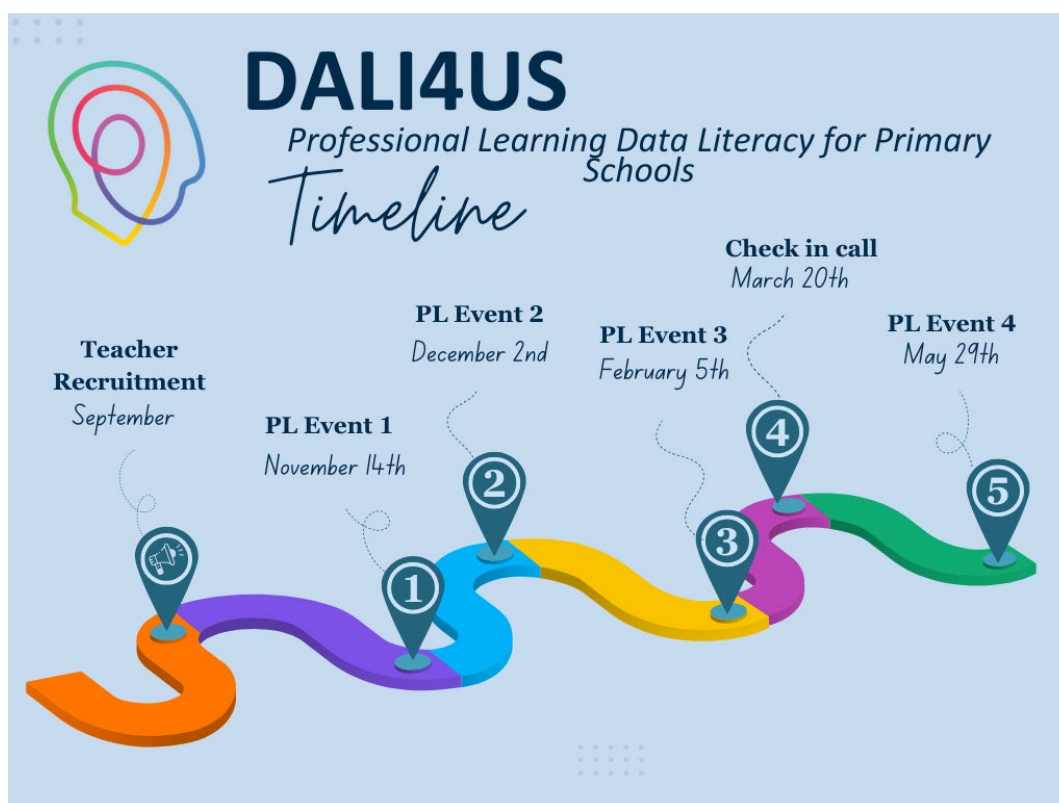 DALI4US
Professional Learning Data Literacy for Primary
Schools
Timeline
Teacher
Recruitment
September
PL Event 1
November 14th
PL Event 2
December 2nd
PL Event 3
February 5th
Check in call
March 20th
PL Event 4
May 29th
1
2
3
4
5